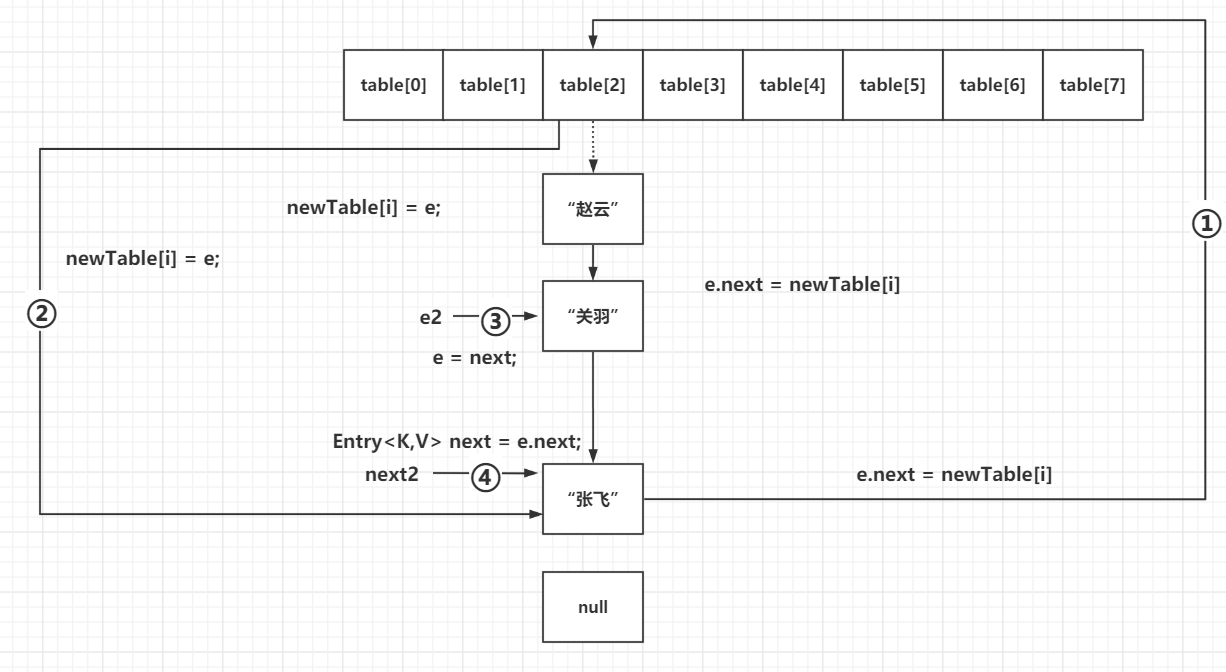 table[0] table[1] table[2] table[3] table[4] table[5] table[6] table[7]
“赵云”
newTable[i] = e;
①
newTable[i] = e;
e.next = newTable[i]
②
e2 ③ “关羽”
e = next;
Entry<K,V> next = e.next;
next2 ④
e.next = newTable[i]
“张飞”
null